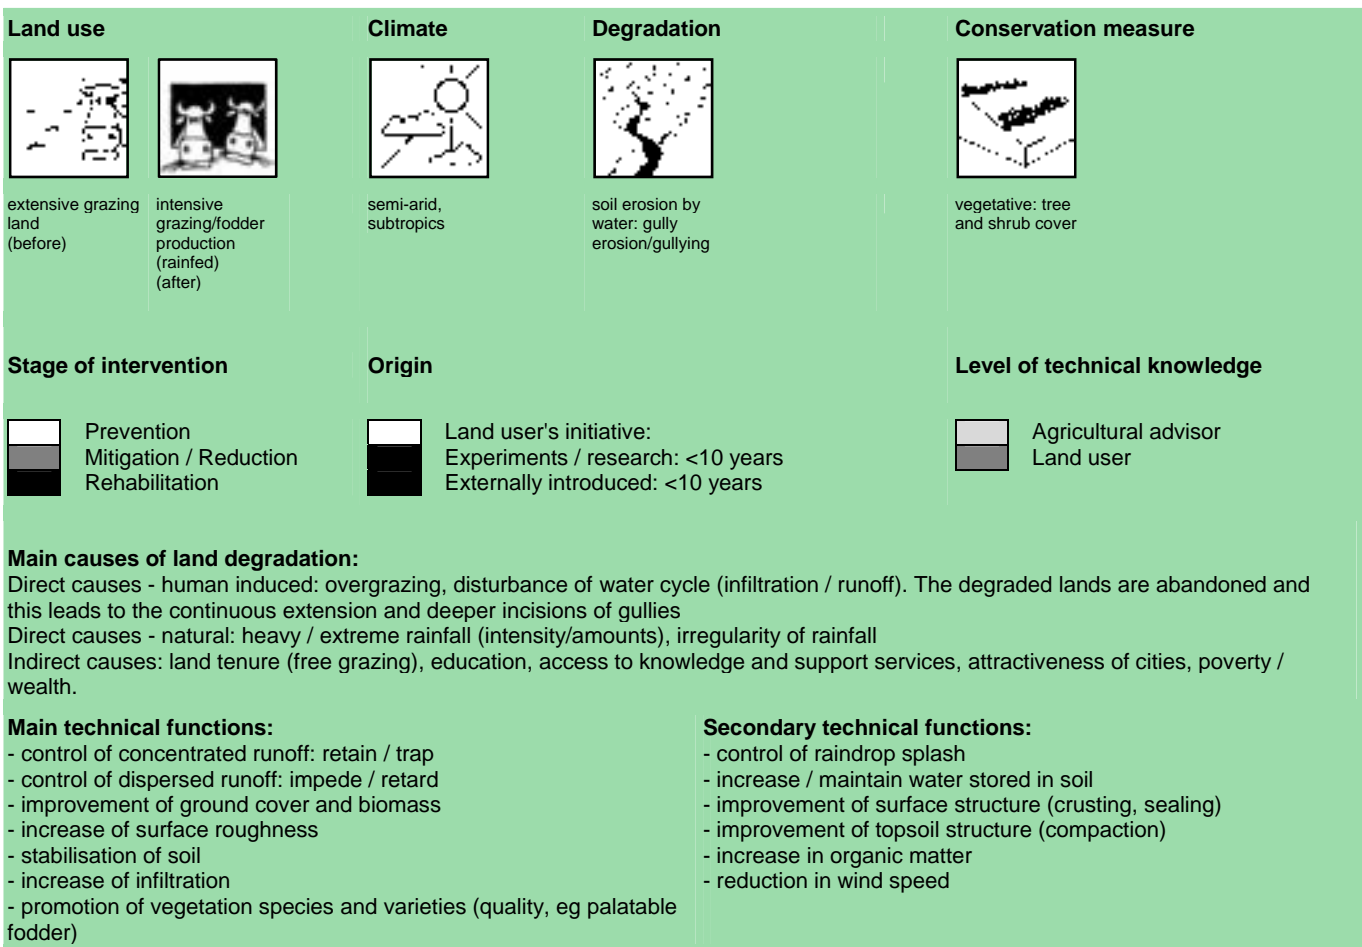 Land use
Climate
Degradation
Conservation measure
extensive grazing
land
(before)
intensive
grazing/fodder
production
(rainfed)
(after)
semi-arid,
subtropics
soil erosion by
water: gully
erosion/gullying
vegetative: tree
and shrub cover
Stage of intervention
Origin
Level of technical knowledge
Prevention
Mitigation / Reduction
Rehabilitation
Land user's initiative:
Experiments / research: <10 years
Externally introduced: <10 years
Agricultural advisor
Land user
Main causes of land degradation:
Direct causes - human induced: overgrazing, disturbance of water cycle (infiltration / runoff). The degraded lands are abandoned and
this leads to the continuous extension and deeper incisions of gullies
Direct causes - natural: heavy / extreme rainfall (intensity/amounts), irregularity of rainfall
Indirect causes: land tenure (free grazing), education, access to knowledge and support services, attractiveness of cities, poverty /
wealth.
Main technical functions:
- control of concentrated runoff: retain / trap
- control of dispersed runoff: impede / retard
- improvement of ground cover and biomass
- increase of surface roughness
- stabilisation of soil
- increase of infiltration
- promotion of vegetation species and varieties (quality, eg palatable
fodder)
Secondary technical functions:
- control of raindrop splash
- increase / maintain water stored in soil
- improvement of surface structure (crusting, sealing)
- improvement of topsoil structure (compaction)
- increase in organic matter
- reduction in wind speed